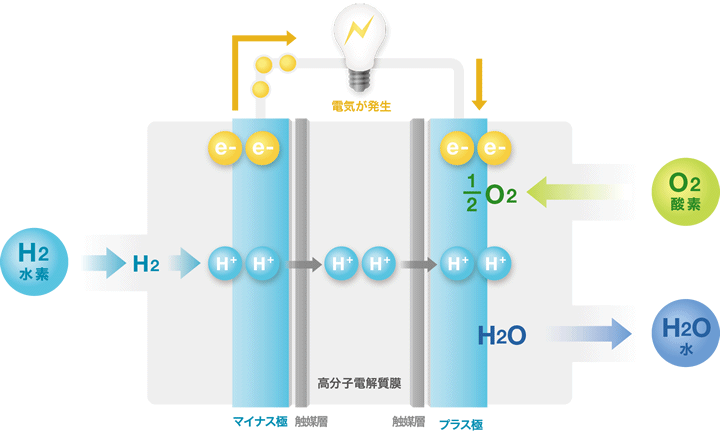 電気が発生
e- e-
e- e-
1/2 O2
O2
酸素
H2
水素
H2
H+ H+
H+ H+
H+ H+
H2O
H2O
水
高分子電解質膜
マイナス極
触媒層
触媒層
プラス極